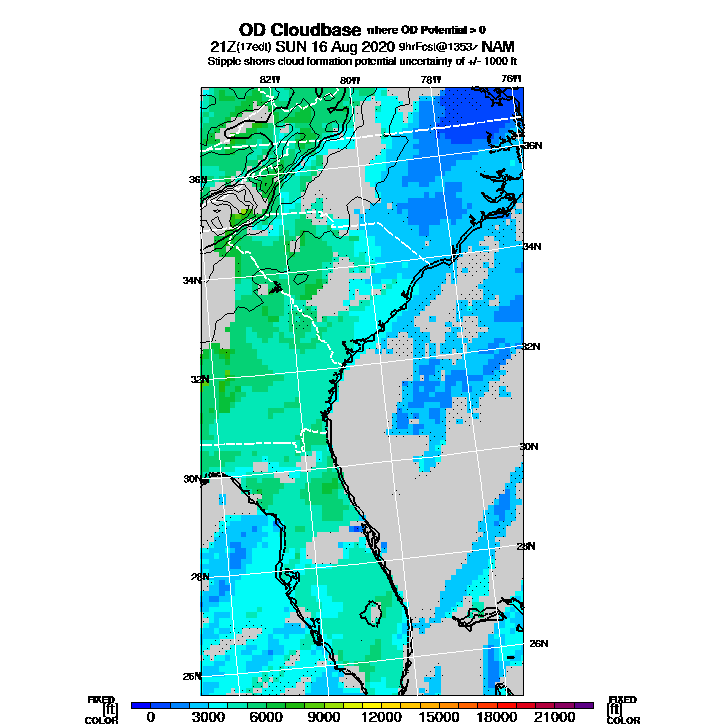 OD Cloudbase where OD Potential > 0
21Z(17edt) SUN 16 Aug 2020 9hrFcst@1353z NAM
Stipple shows cloud formation potential uncertainty of +/- 1000 ft
82W 80W 78W 76W
36N 36N
34N 34N
32N 32N
30N 30N
28N 28N
26N 26N
FIXED FIXED
[ft] [ft]
COLOR COLOR
0 3000 6000 9000 12000 15000 18000 21000